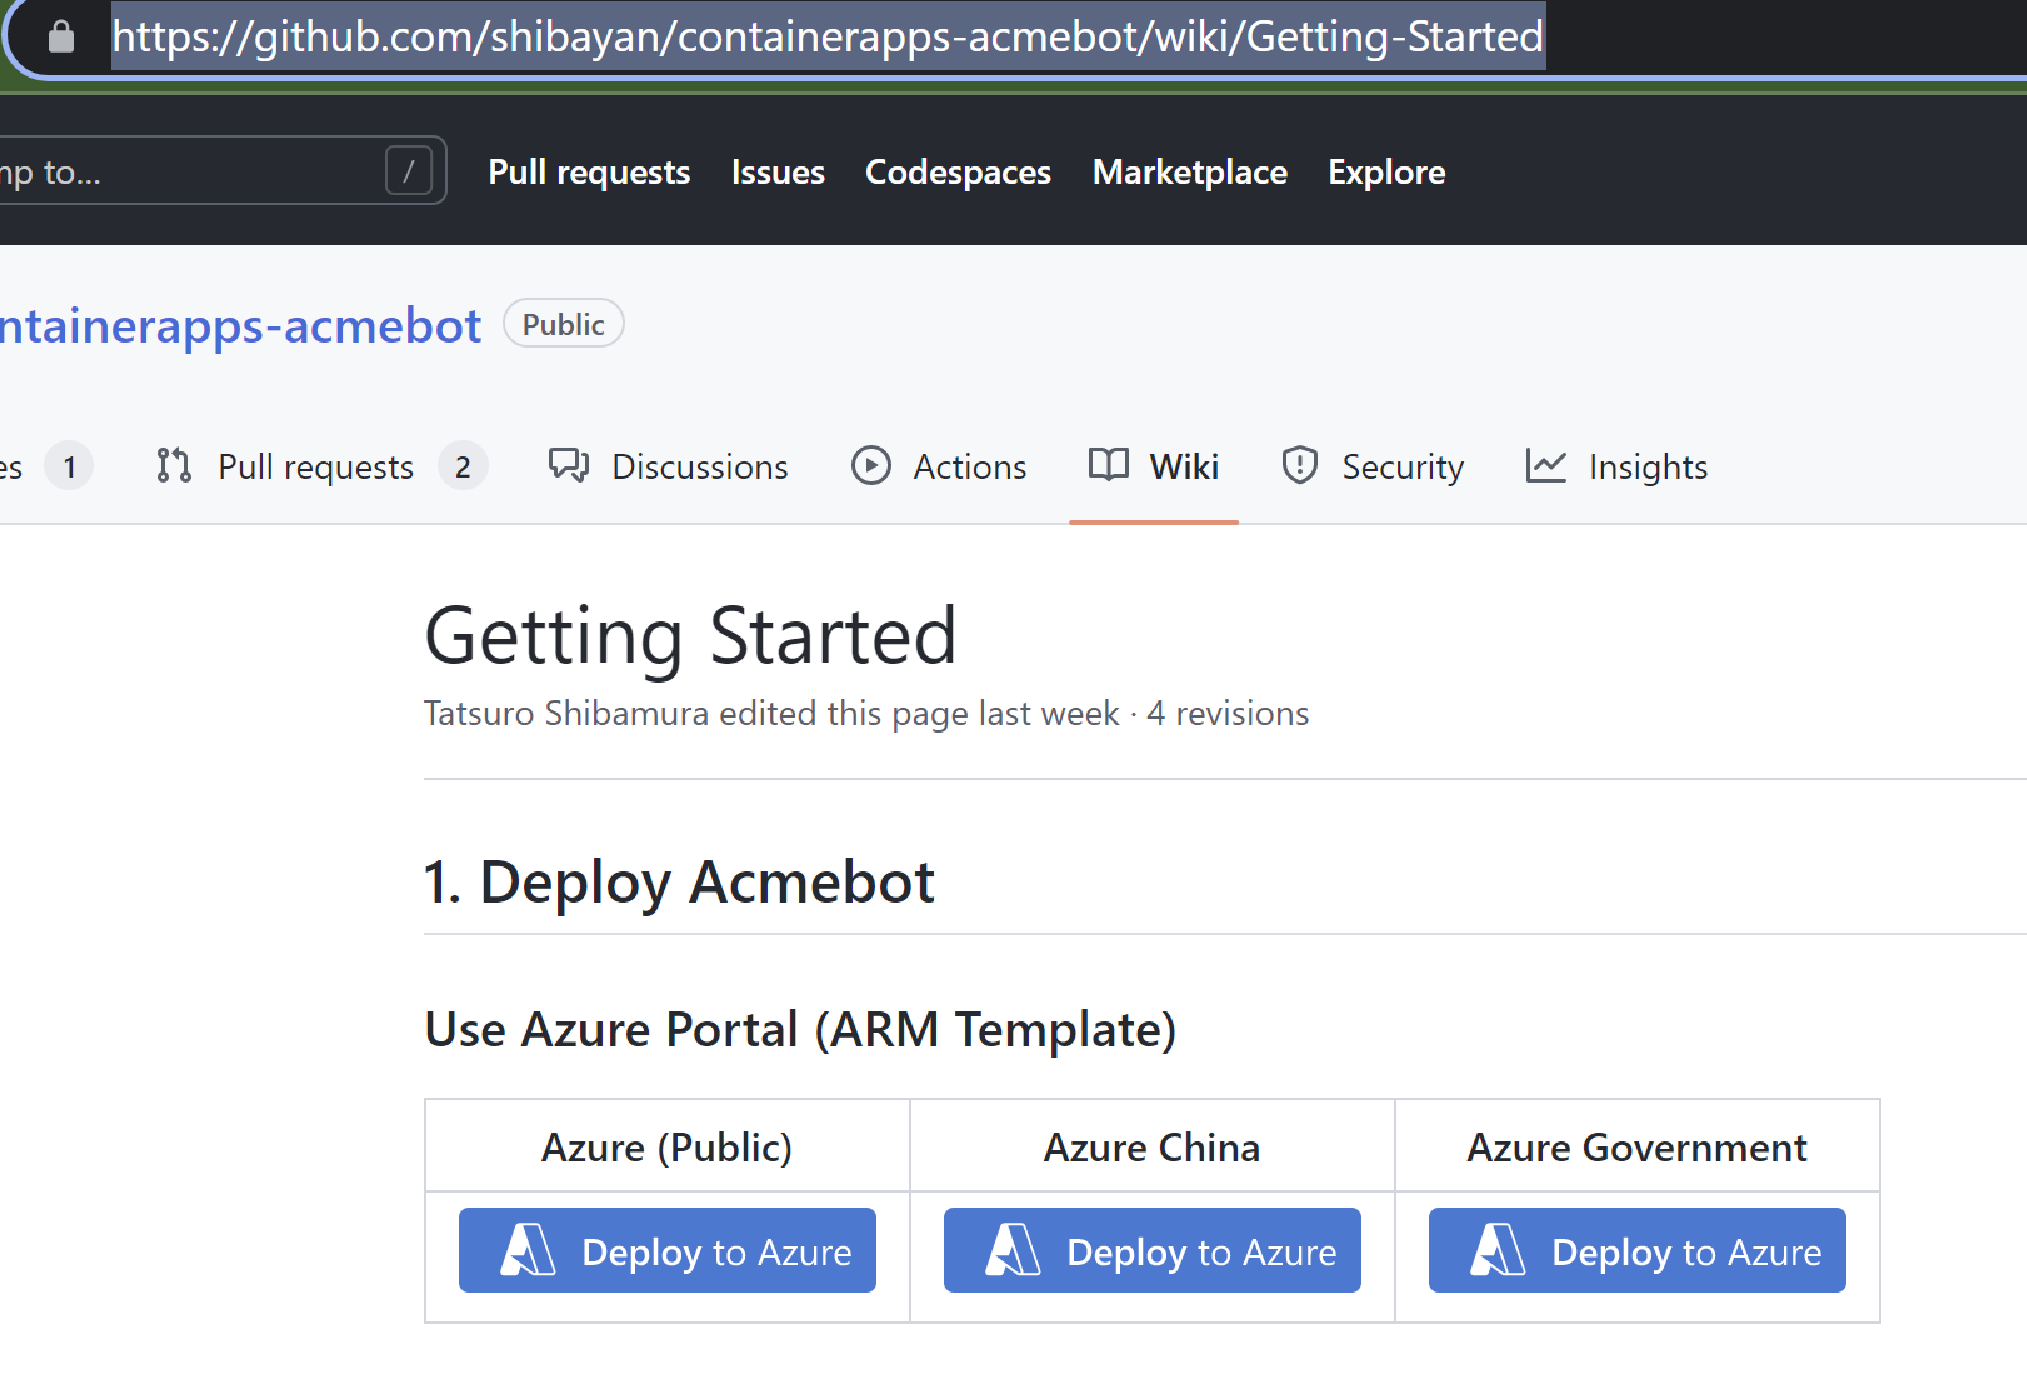 https://github.com/shibayan/containerapps-acmebot/wiki/Getting-Started
mp to... / Pull requests Issues Codespaces Marketplace Explore
ntainerapps-acmebot Public
es 1 Pull requests 2 Discussions Actions Wiki Security Insights
Getting Started
Tatsuro Shibamura edited this page last week · 4 revisions
1. Deploy Acmebot
Use Azure Portal (ARM Template)
Azure (Public) Azure China Azure Government
Deploy to Azure Deploy to Azure Deploy to Azure